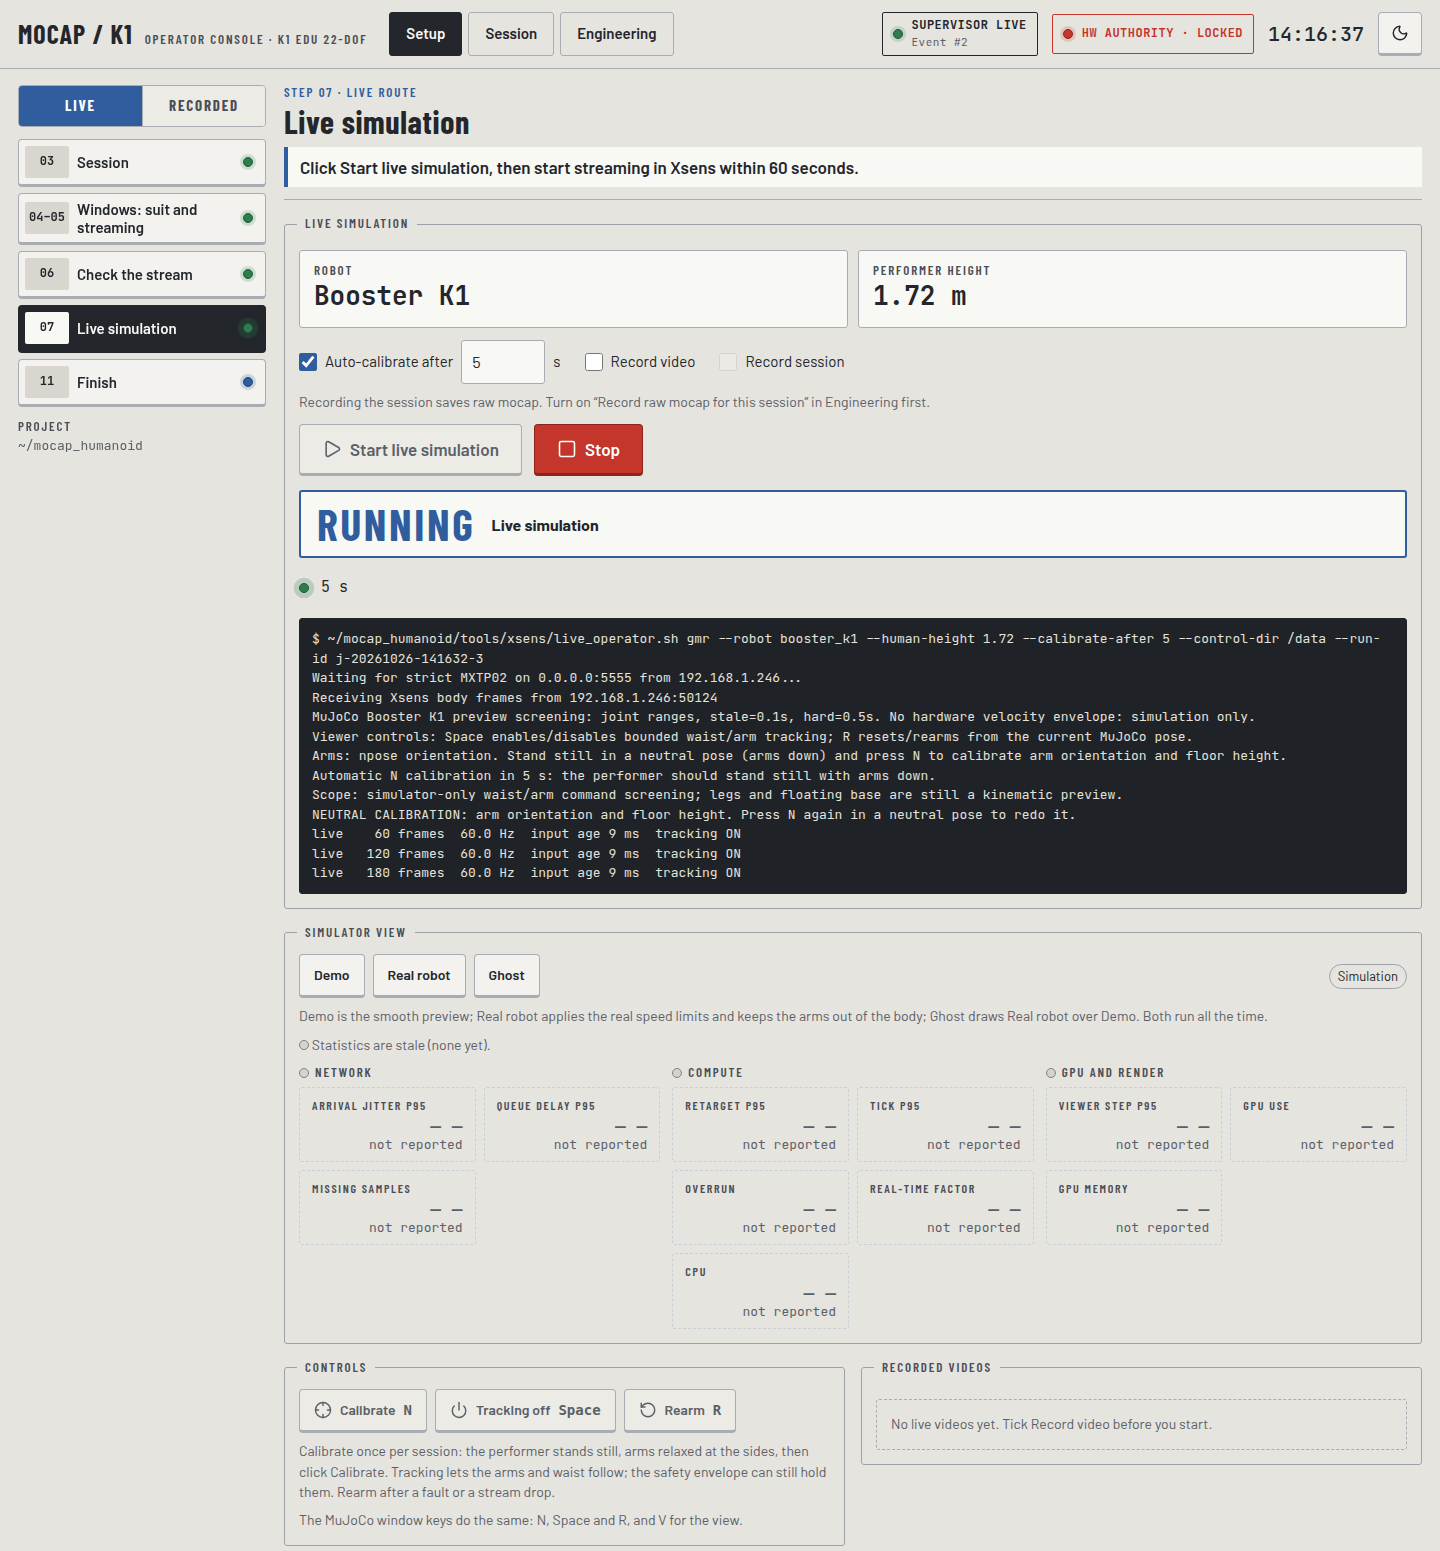 MOCAP / K1 OPERATOR CONSOLE · K1 EDU 22-DOF
Setup
Session
Engineering
SUPERVISOR LIVE
Event #2
HW AUTHORITY · LOCKED
14:16:37
LIVE
RECORDED
03 Session
04–05 Windows: suit and
streaming
06 Check the stream
07 Live simulation
11 Finish
PROJECT
~/mocap_humanoid
STEP 07 · LIVE ROUTE
Live simulation
Click Start live simulation, then start streaming in Xsens within 60 seconds.
LIVE SIMULATION
ROBOT
Booster K1
PERFORMER HEIGHT
1.72 m
Auto-calibrate after 5 s Record video Record session
Recording the session saves raw mocap. Turn on “Record raw mocap for this session” in Engineering first.
Start live simulation
Stop
RUNNING Live simulation
5 s
$ ~/mocap_humanoid/tools/xsens/live_operator.sh gmr --robot booster_k1 --human-height 1.72 --calibrate-after 5 --control-dir /data --run-
id j-20261026-141632-3
Waiting for strict MXTP02 on 0.0.0.0:5555 from 192.168.1.246...
Receiving Xsens body frames from 192.168.1.246:50124
MuJoCo Booster K1 preview screening: joint ranges, stale=0.1s, hard=0.5s. No hardware velocity envelope: simulation only.
Viewer controls: Space enables/disables bounded waist/arm tracking; R resets/rearms from the current MuJoCo pose.
Arms: npose orientation. Stand still in a neutral pose (arms down) and press N to calibrate arm orientation and floor height.
Automatic N calibration in 5 s: the performer should stand still with arms down.
Scope: simulator-only waist/arm command screening; legs and floating base are still a kinematic preview.
NEUTRAL CALIBRATION: arm orientation and floor height. Press N again in a neutral pose to redo it.
live 60 frames 60.0 Hz input age 9 ms tracking ON
live 120 frames 60.0 Hz input age 9 ms tracking ON
live 180 frames 60.0 Hz input age 9 ms tracking ON
SIMULATOR VIEW
Demo
Real robot
Ghost
Simulation
Demo is the smooth preview; Real robot applies the real speed limits and keeps the arms out of the body; Ghost draws Real robot over Demo. Both run all the time.
Statistics are stale (none yet).
NETWORK
ARRIVAL JITTER P95
— —
not reported
QUEUE DELAY P95
— —
not reported
MISSING SAMPLES
— —
not reported
COMPUTE
RETARGET P95
— —
not reported
TICK P95
— —
not reported
OVERRUN
— —
not reported
REAL-TIME FACTOR
— —
not reported
CPU
— —
not reported
GPU AND RENDER
VIEWER STEP P95
— —
not reported
GPU USE
— —
not reported
GPU MEMORY
— —
not reported
CONTROLS
Calibrate N
Tracking off Space
Rearm R
Calibrate once per session: the performer stands still, arms relaxed at the sides, then
click Calibrate. Tracking lets the arms and waist follow; the safety envelope can still hold
them. Rearm after a fault or a stream drop.
The MuJoCo window keys do the same: N, Space and R, and V for the view.
RECORDED VIDEOS
No live videos yet. Tick Record video before you start.